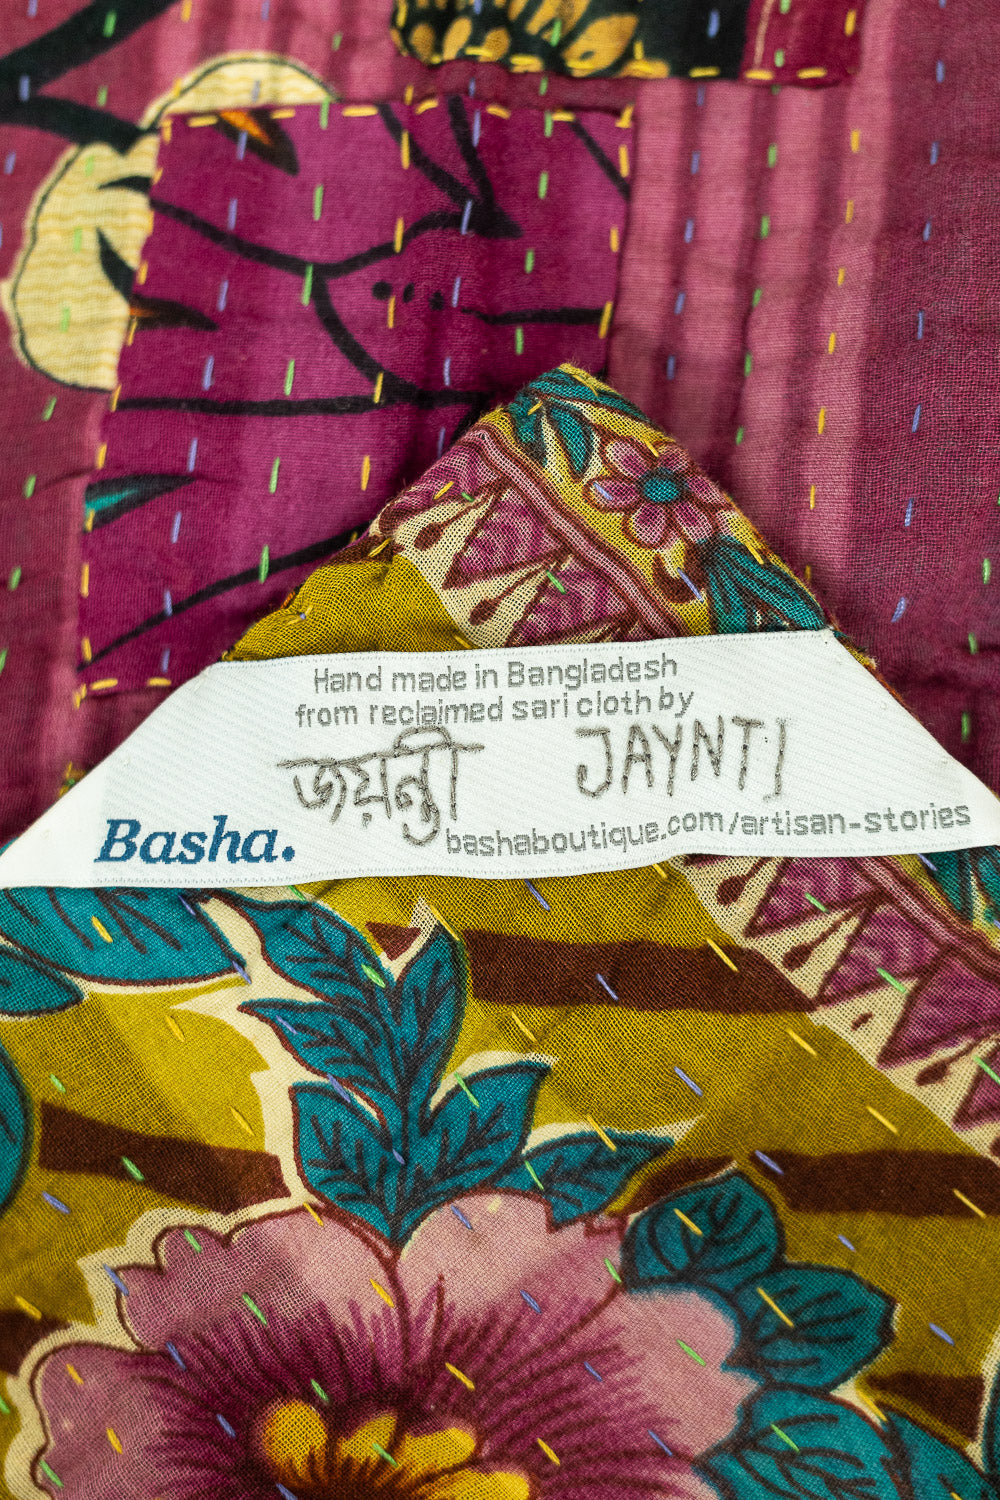 Hand made in Bangladesh
from reclaimed sari cloth by
জয়ন্তী JAYNTI
Basha.
bashaboutique.com/artisan-stories